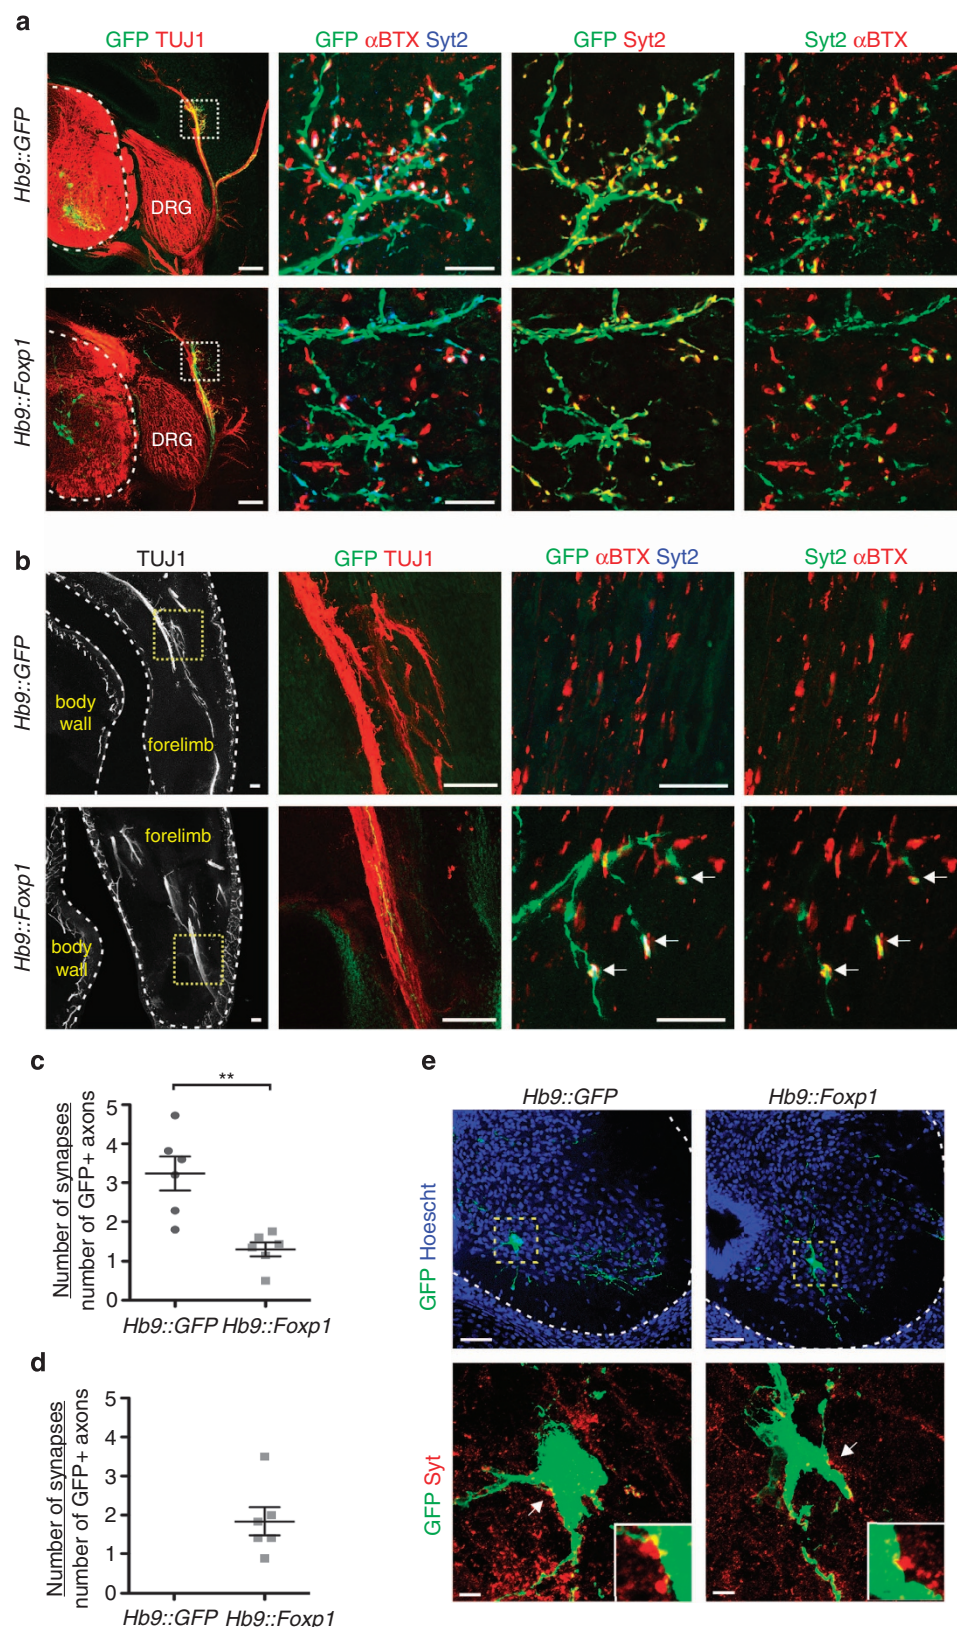 a
GFP TUJ1
GFP αBTX Syt2
GFP Syt2
Syt2 αBTX
Hb9::GFP
DRG
Hb9::Foxp1
DRG
b
TUJ1
GFP TUJ1
GFP αBTX Syt2
Syt2 αBTX
Hb9::GFP
body
wall
forelimb
Hb9::Foxp1
forelimb
body
wall
c
**
Number of synapses
number of GFP+ axons
5
4
3
2
1
0
Hb9::GFP Hb9::Foxp1
d
Number of synapses
number of GFP+ axons
5
4
3
2
1
0
Hb9::GFP Hb9::Foxp1
e
Hb9::GFP
Hb9::Foxp1
GFP Hoescht
GFP Syt